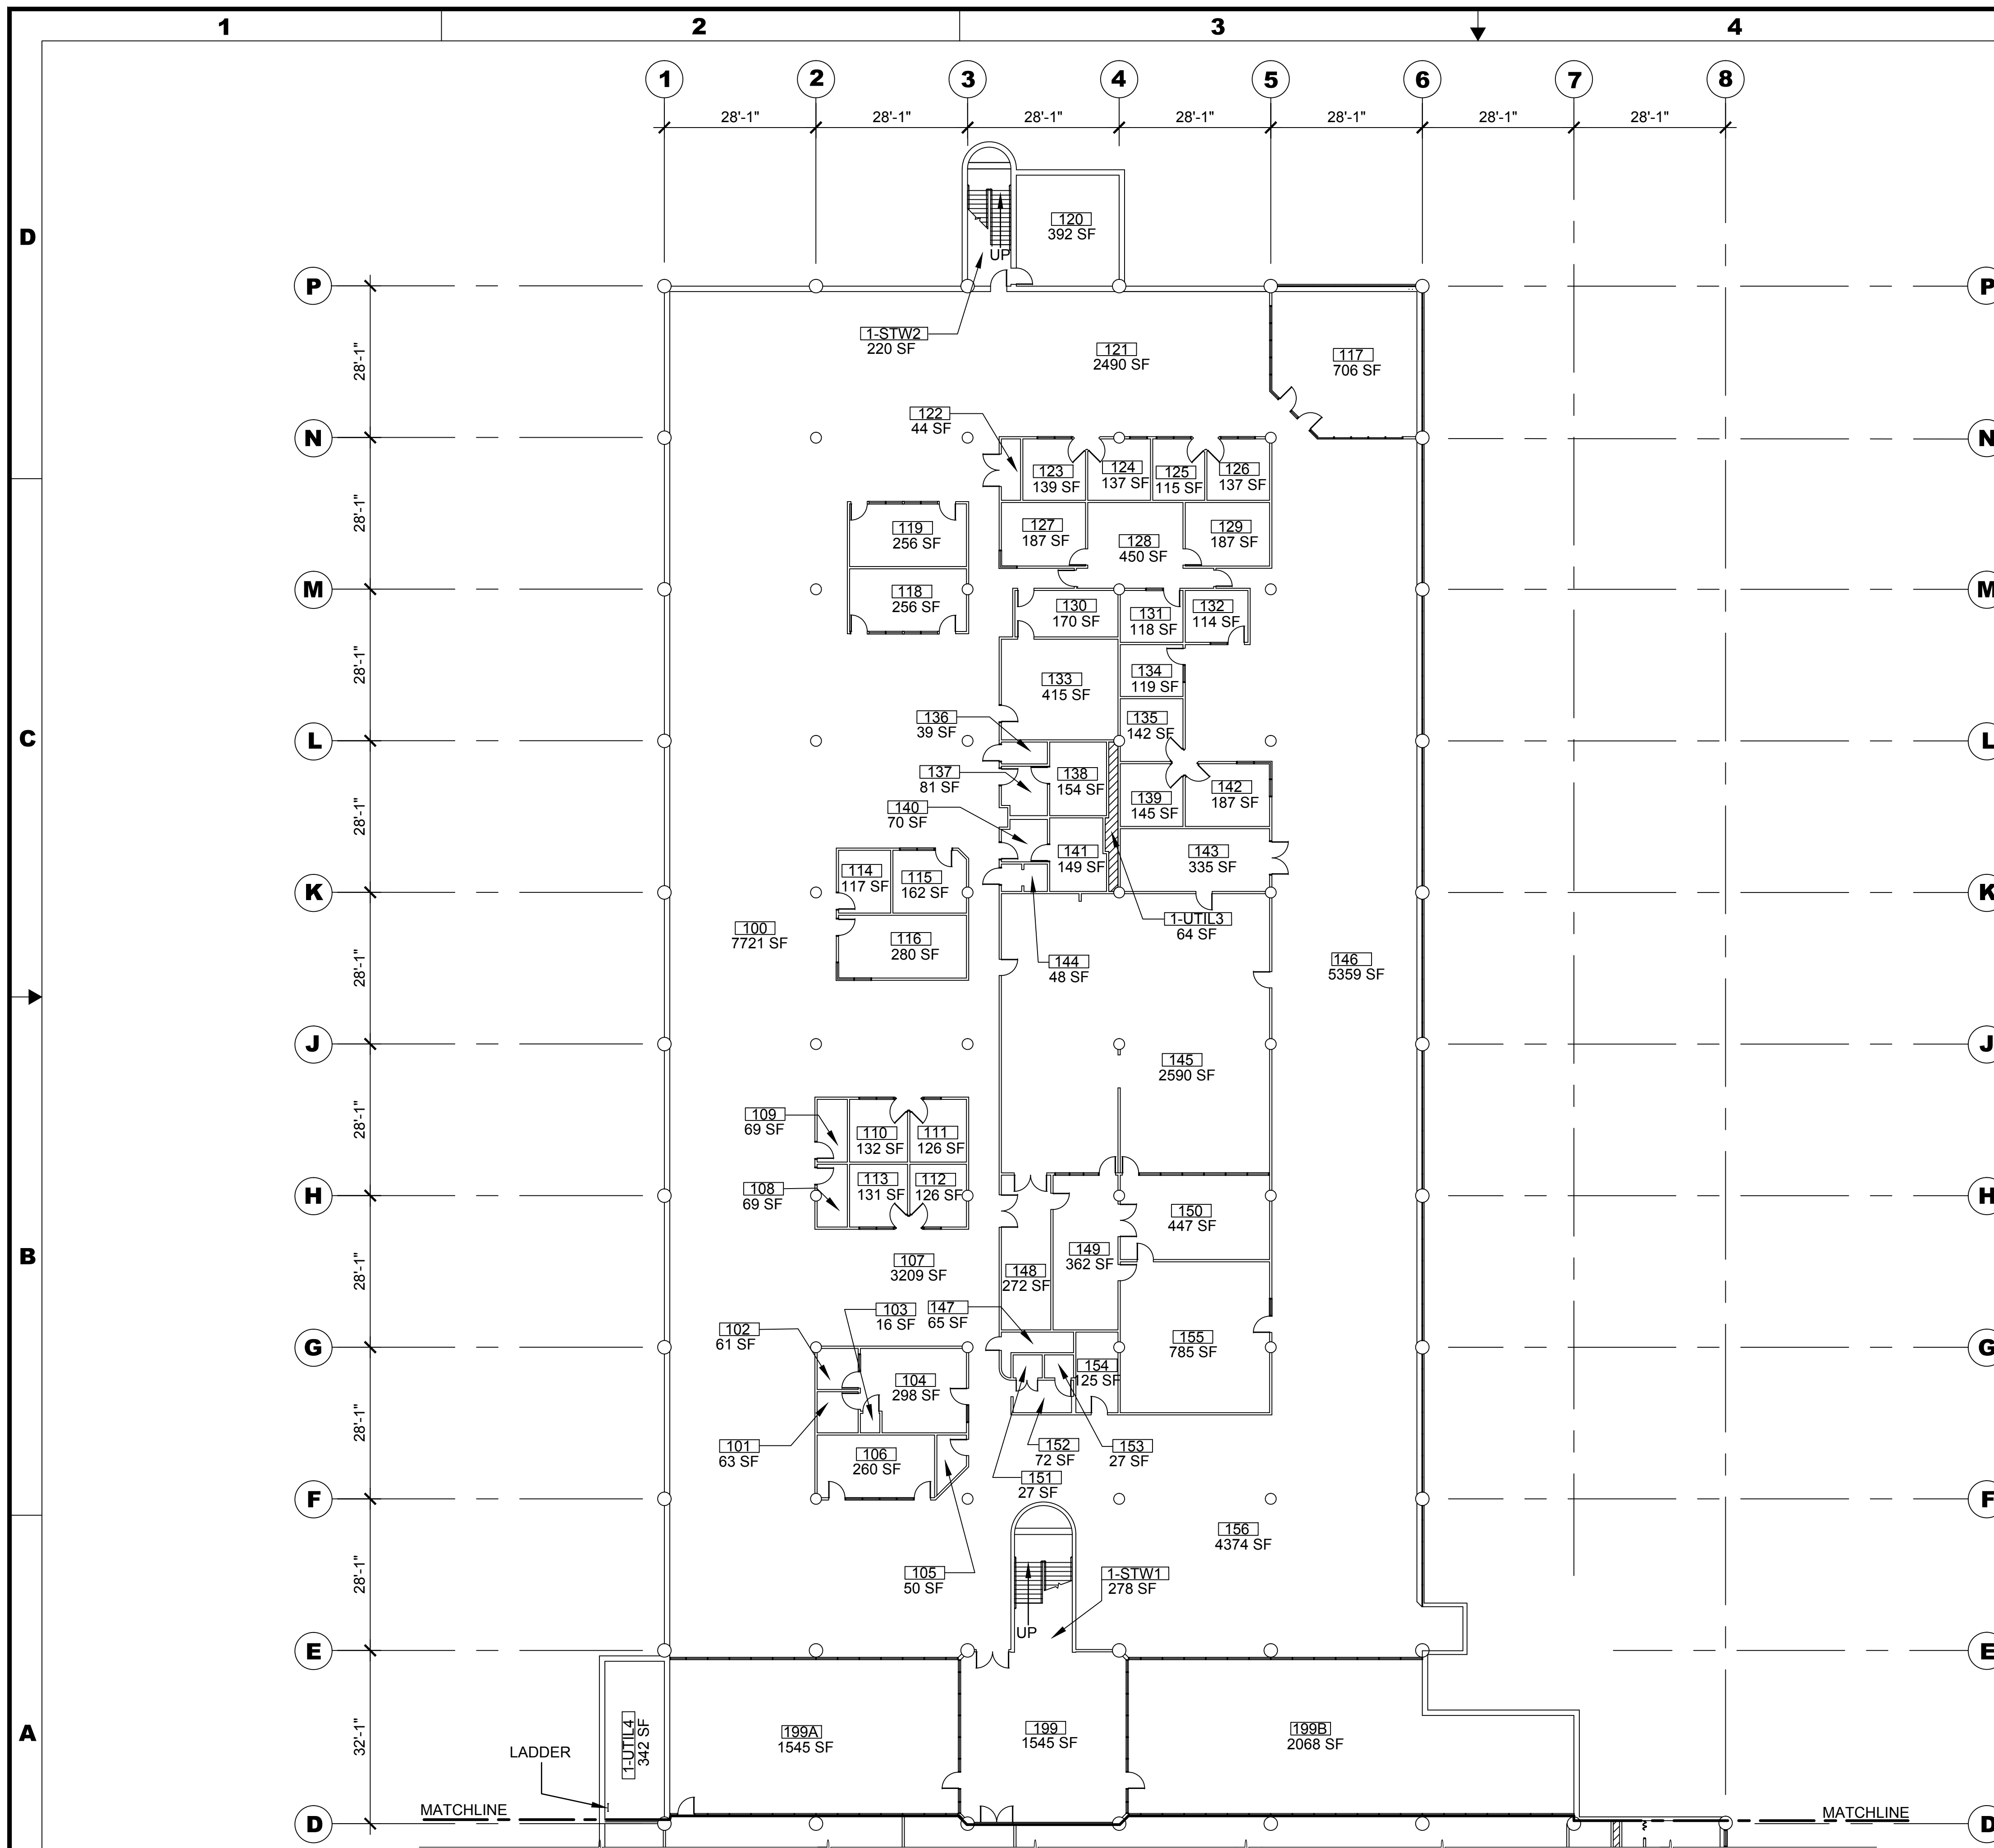 1 2 3 4
1 2 3 4 5 6 7 8
28'-1" 28'-1" 28'-1" 28'-1" 28'-1" 28'-1" 28'-1"
D
120
392 SF
UP
P P
1-STW2
220 SF
121
2490 SF
117
706 SF
28'-1"
122
44 SF
N N
123
139 SF
124
137 SF
125
115 SF
126
137 SF
28'-1"
119
256 SF
127
187 SF
128
450 SF
129
187 SF
M M
118
256 SF
130
170 SF
131
118 SF
132
114 SF
28'-1"
133
415 SF
134
119 SF
136
39 SF
135
142 SF
C
L L
137
81 SF
138
154 SF
139
145 SF
142
187 SF
140
70 SF
28'-1"
141
149 SF
143
335 SF
114
117 SF
115
162 SF
K K
100
7721 SF
116
280 SF
1-UTIL3
64 SF
144
48 SF
146
5359 SF
28'-1"
J J
145
2590 SF
109
69 SF
110
132 SF
111
126 SF
28'-1"
108
69 SF
113
131 SF
112
126 SF
H H
150
447 SF
B
107
3209 SF
149
362 SF
148
272 SF
28'-1"
103
16 SF
147
65 SF
102
61 SF
155
785 SF
G G
104
298 SF
154
125 SF
28'-1"
101
63 SF
106
260 SF
152
72 SF
153
27 SF
151
27 SF
F F
156
4374 SF
105
50 SF
1-STW1
278 SF
28'-1"
UP
E E
A
32'-1"
1-UTIL4
342 SF
199A
1545 SF
199
1545 SF
199B
2068 SF
LADDER
MATCHLINE MATCHLINE
D D